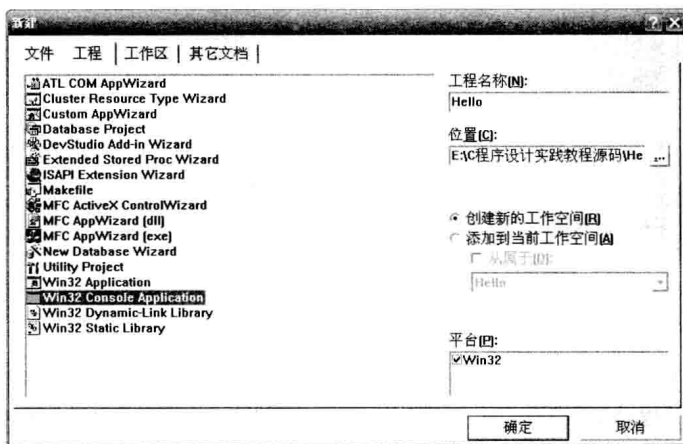 新建
文件 工程 工作区 其它文档
ATL COM AppWizard
Cluster Resource Type Wizard
Custom AppWizard
Database Project
DevStudio Add-in Wizard
Extended Stored Proc Wizard
ISAPI Extension Wizard
Makefile
MFC ActiveX ControlWizard
MFC AppWizard (dll)
MFC AppWizard (exe)
New Database Wizard
Utility Project
Win32 Application
Win32 Console Application
Win32 Dynamic-Link Library
Win32 Static Library
工程名称[N]:
Hello
位置[C]:
E:\C程序设计实践教程源码\He ...
创建新的工作空间[R]
添加到当前工作空间[A]
从属于[D]:
Hello
平台[P]:
Win32
确定 取消